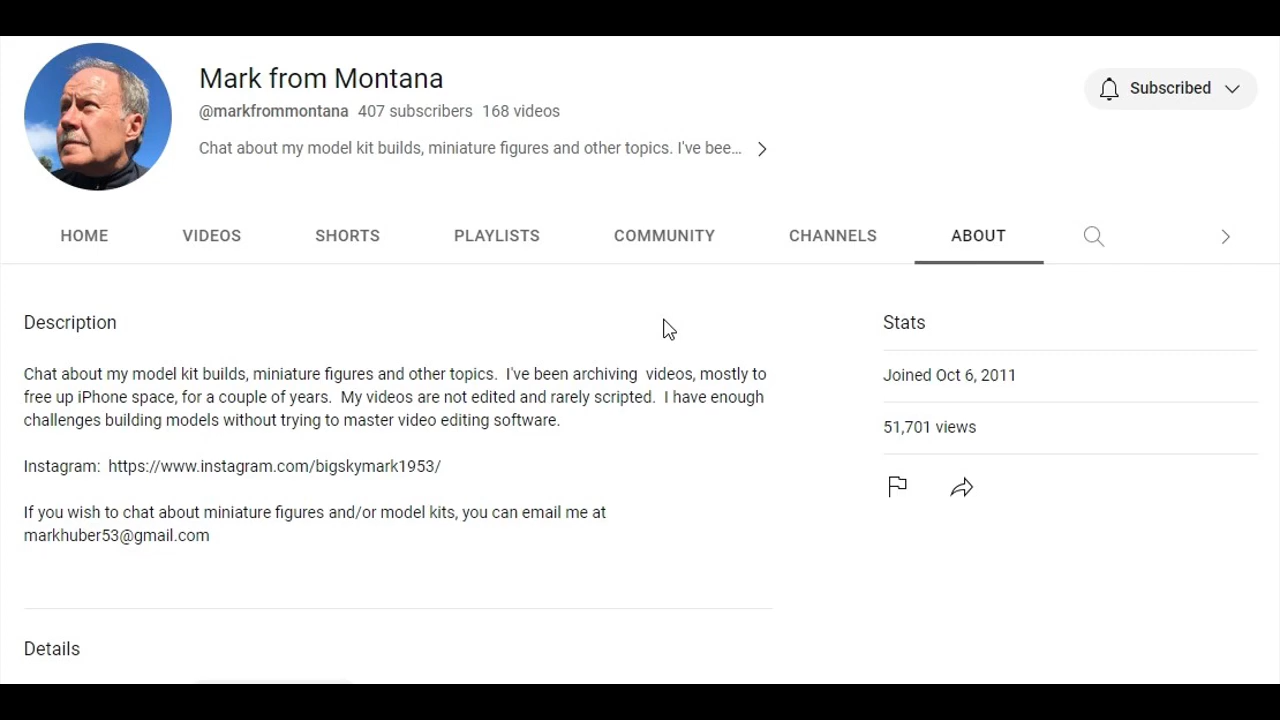 Mark from Montana
@markfrommontana 407 subscribers 168 videos
Chat about my model kit builds, miniature figures and other topics. I've bee...
Subscribed
HOME VIDEOS SHORTS PLAYLISTS COMMUNITY CHANNELS ABOUT
Description
Chat about my model kit builds, miniature figures and other topics.  I've been archiving  videos, mostly to
free up iPhone space, for a couple of years.  My videos are not edited and rarely scripted.  I have enough
challenges building models without trying to master video editing software.
Instagram:  https://www.instagram.com/bigskymark1953/
If you wish to chat about miniature figures and/or model kits, you can email me at
markhuber53@gmail.com
Details
Stats
Joined Oct 6, 2011
51,701 views